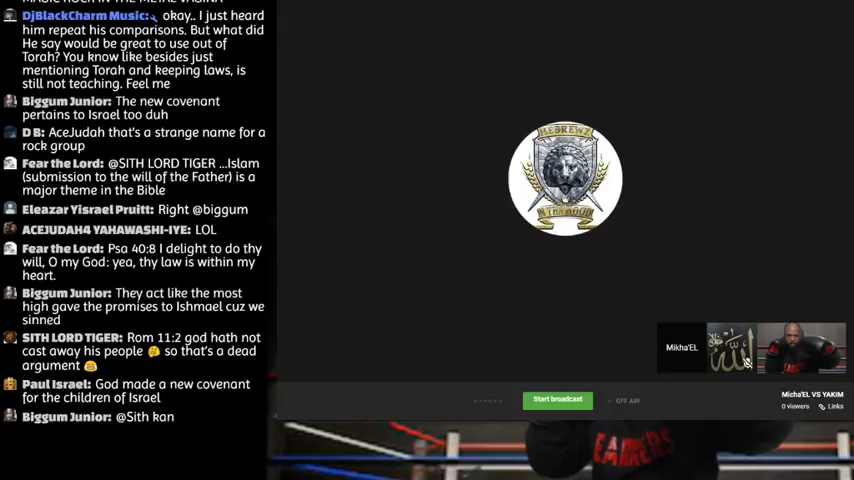 MAGIC ROCK IN THE METAL VAGINA
DjBlackCharm Music: okay.. I just heard
him repeat his comparisons. But what did
He say would be great to use out of
Torah? You know like besides just
mentioning Torah and keeping laws, is
still not teaching. Feel me
Biggum Junior: The new covenant
pertains to Israel too duh
D B: AceJudah that's a strange name for a
rock group
Fear the Lord: @SITH LORD TIGER ...Islam
(submission to the will of the Father) is a
major theme in the Bible
Eleazar Yisrael Pruitt: Right @biggum
ACEJUDAH4 YAHAWASHI-IYE: LOL
Fear the Lord: Psa 40:8 I delight to do thy
will, O my God: yea, thy law is within my
heart.
Biggum Junior: They act like the most
high gave the promises to Ishmael cuz we
sinned
SITH LORD TIGER: Rom 11:2 god hath not
cast away his people 🤔 so that's a dead
argument 😂
Paul Israel: God made a new covenant
for the children of Israel
Biggum Junior: @Sith kan
HEBREWZ
N THA HOUD
Mikha'EL
الله
Start broadcast
OFF AIR
Micha'EL VS YAKIM
0 viewers
Links